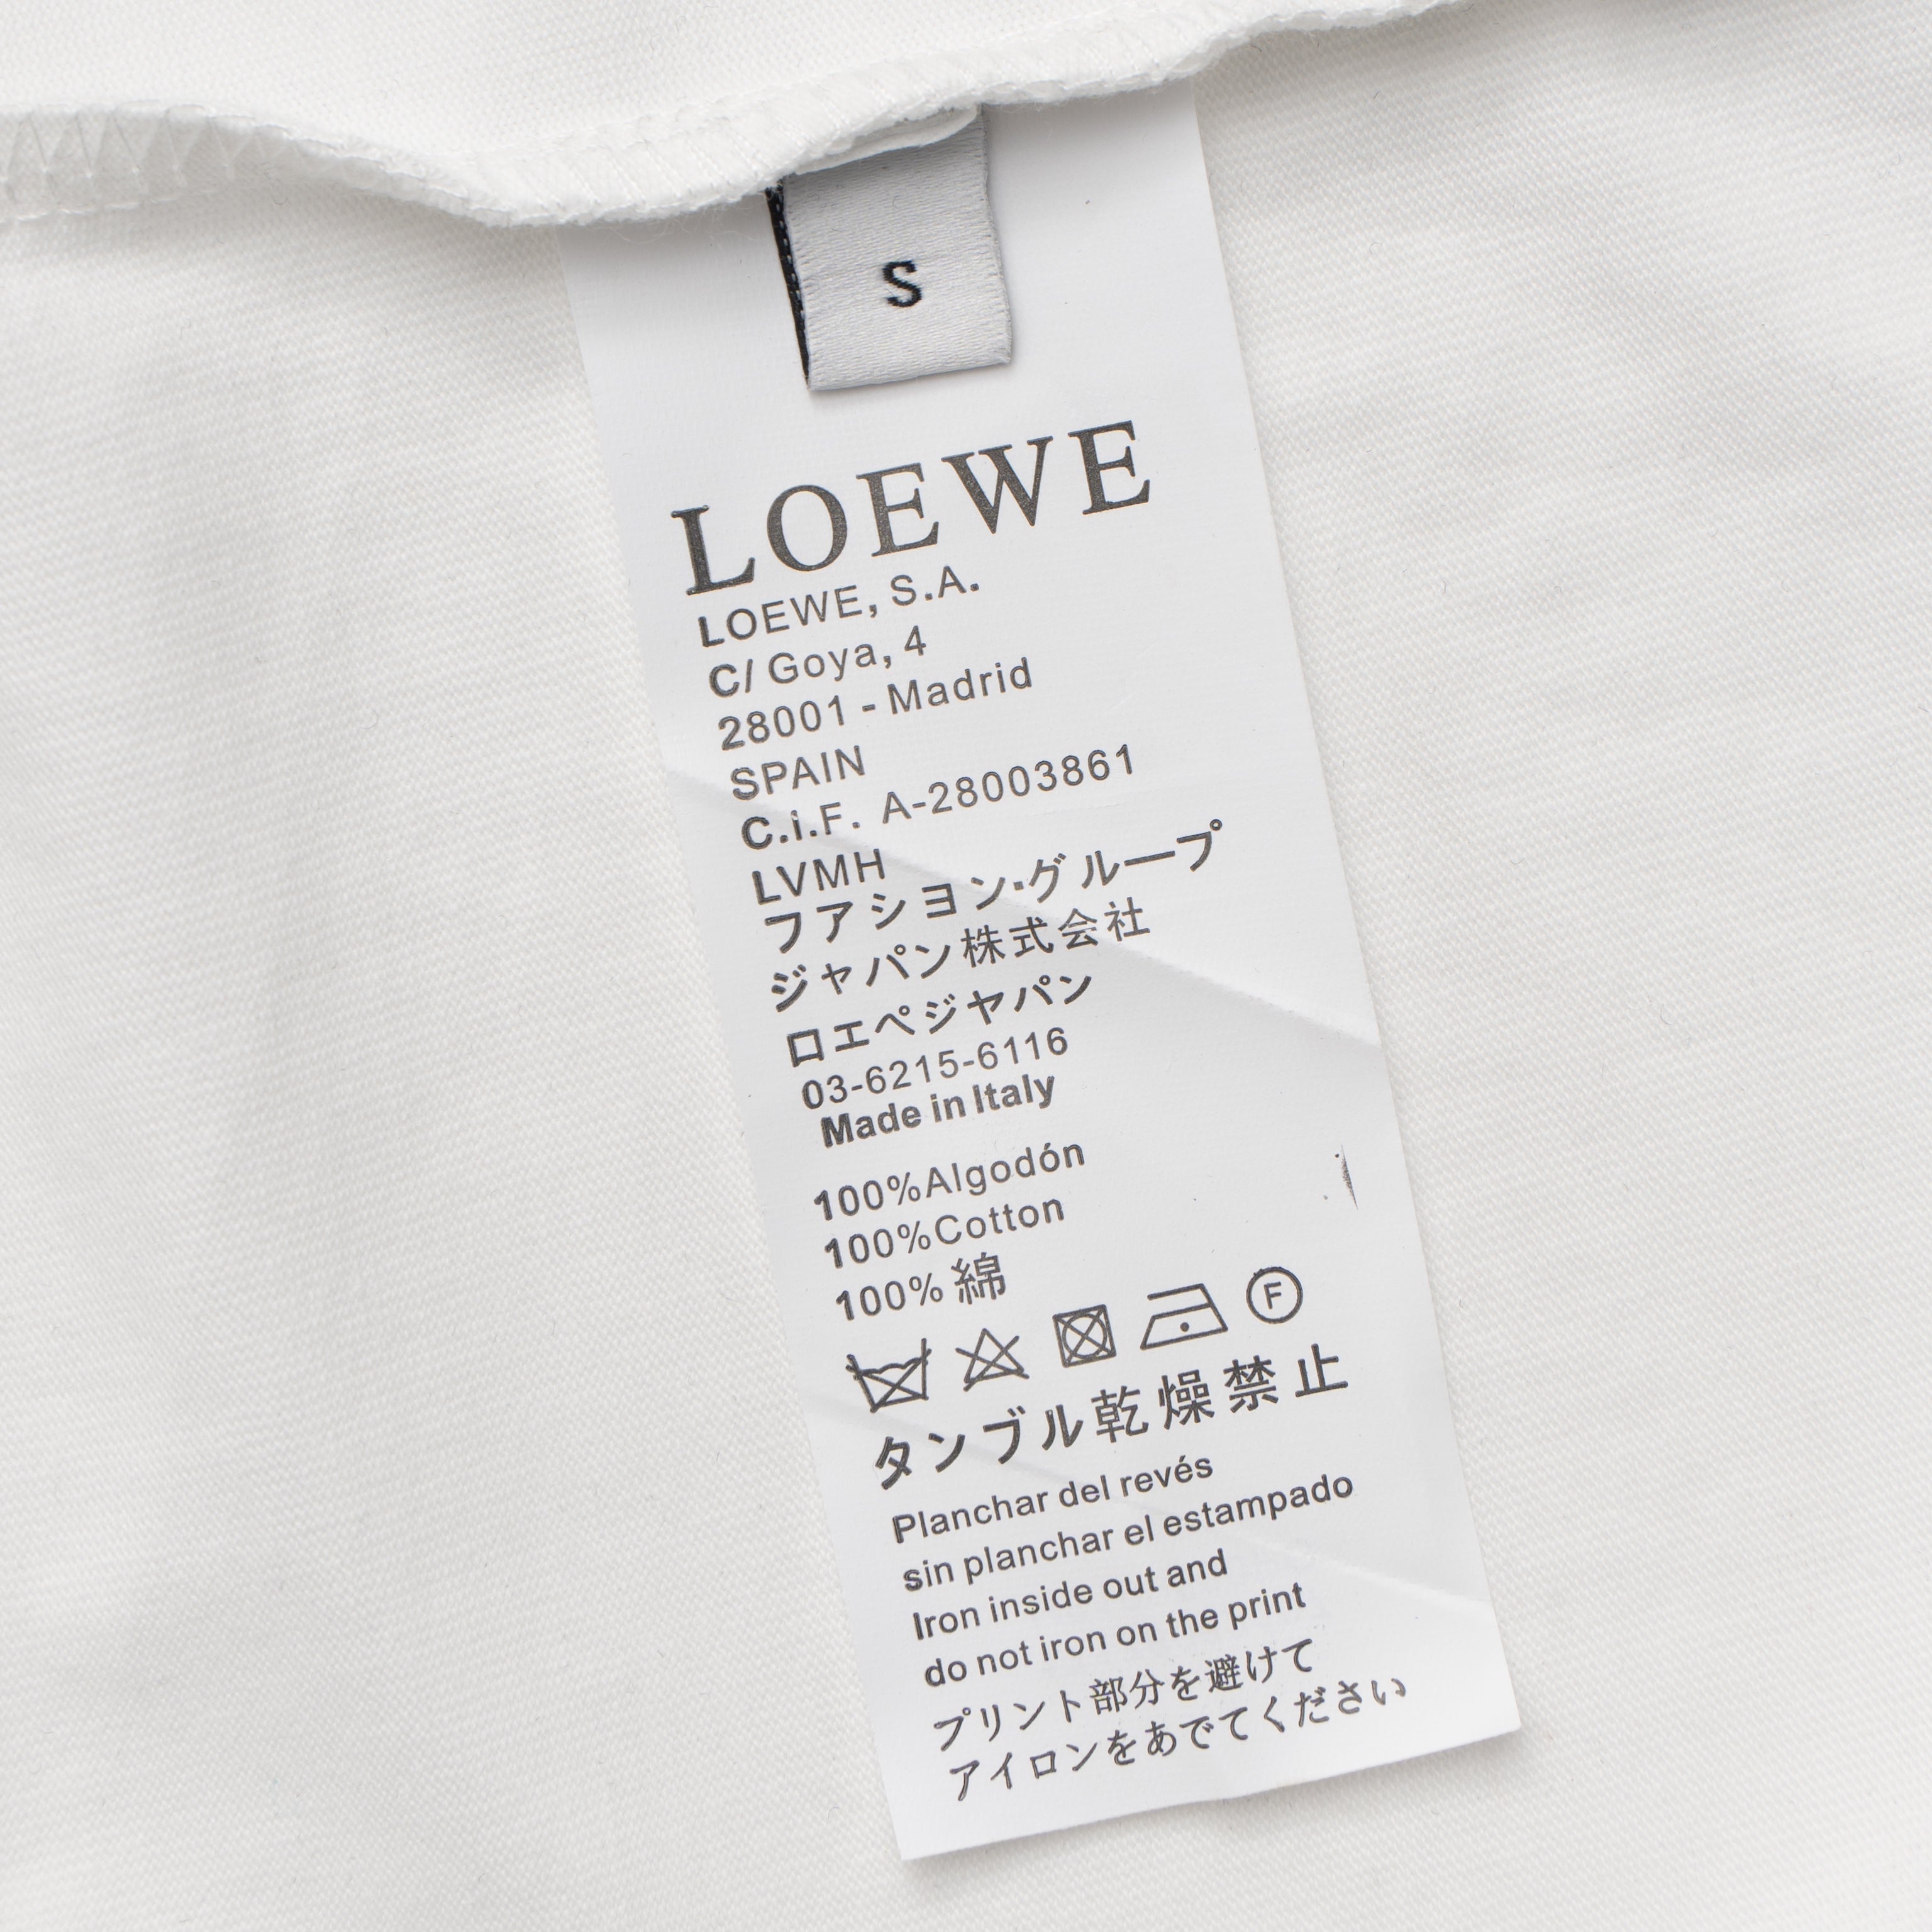 S
LOEWE
LOEWE, S.A.
C/ Goya, 4
28001 - Madrid
SPAIN
C.i.F. A-28003861
LVMH
フアシヨン·グループ
ジャパン株式会社
ロエペジヤパン
03-6215-6116
Made in Italy
100%Algodón
100%Cotton
100% 綿
F
タンブル乾燥禁止
Planchar del revés
sin planchar el estampado
Iron inside out and
do not iron on the print
プリント部分を避けて
アイロンをあでてください